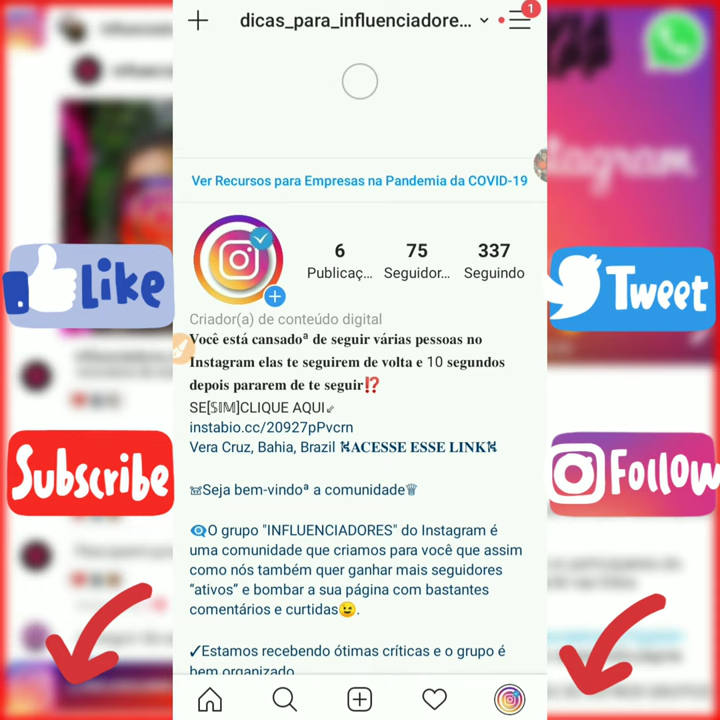 dicas_para_influenciadore...
1
Ver Recursos para Empresas na Pandemia da COVID-19
6
Publicaç...
75
Seguidor...
337
Seguindo
Criador(a) de conteúdo digital
Você está cansadoª de seguir várias pessoas no
Instagram elas te seguirem de volta e 10 segundos
depois pararem de te seguir⁉️
SE[𝕊𝕀𝕄]CLIQUE AQUI⇙
instabio.cc/20927pPvcrn
Vera Cruz, Bahia, Brazil ACESSE ESSE LINK
Seja bem-vindoª a comunidade♕
👁️O grupo "INFLUENCIADORES" do Instagram é
uma comunidade que criamos para você que assim
como nós também quer ganhar mais seguidores
“ativos” e bombar a sua página com bastantes
comentários e curtidas😉.
✔Estamos recebendo ótimas críticas e o grupo é
bem organizado
Like
Tweet
Subscribe
Follow
tagram